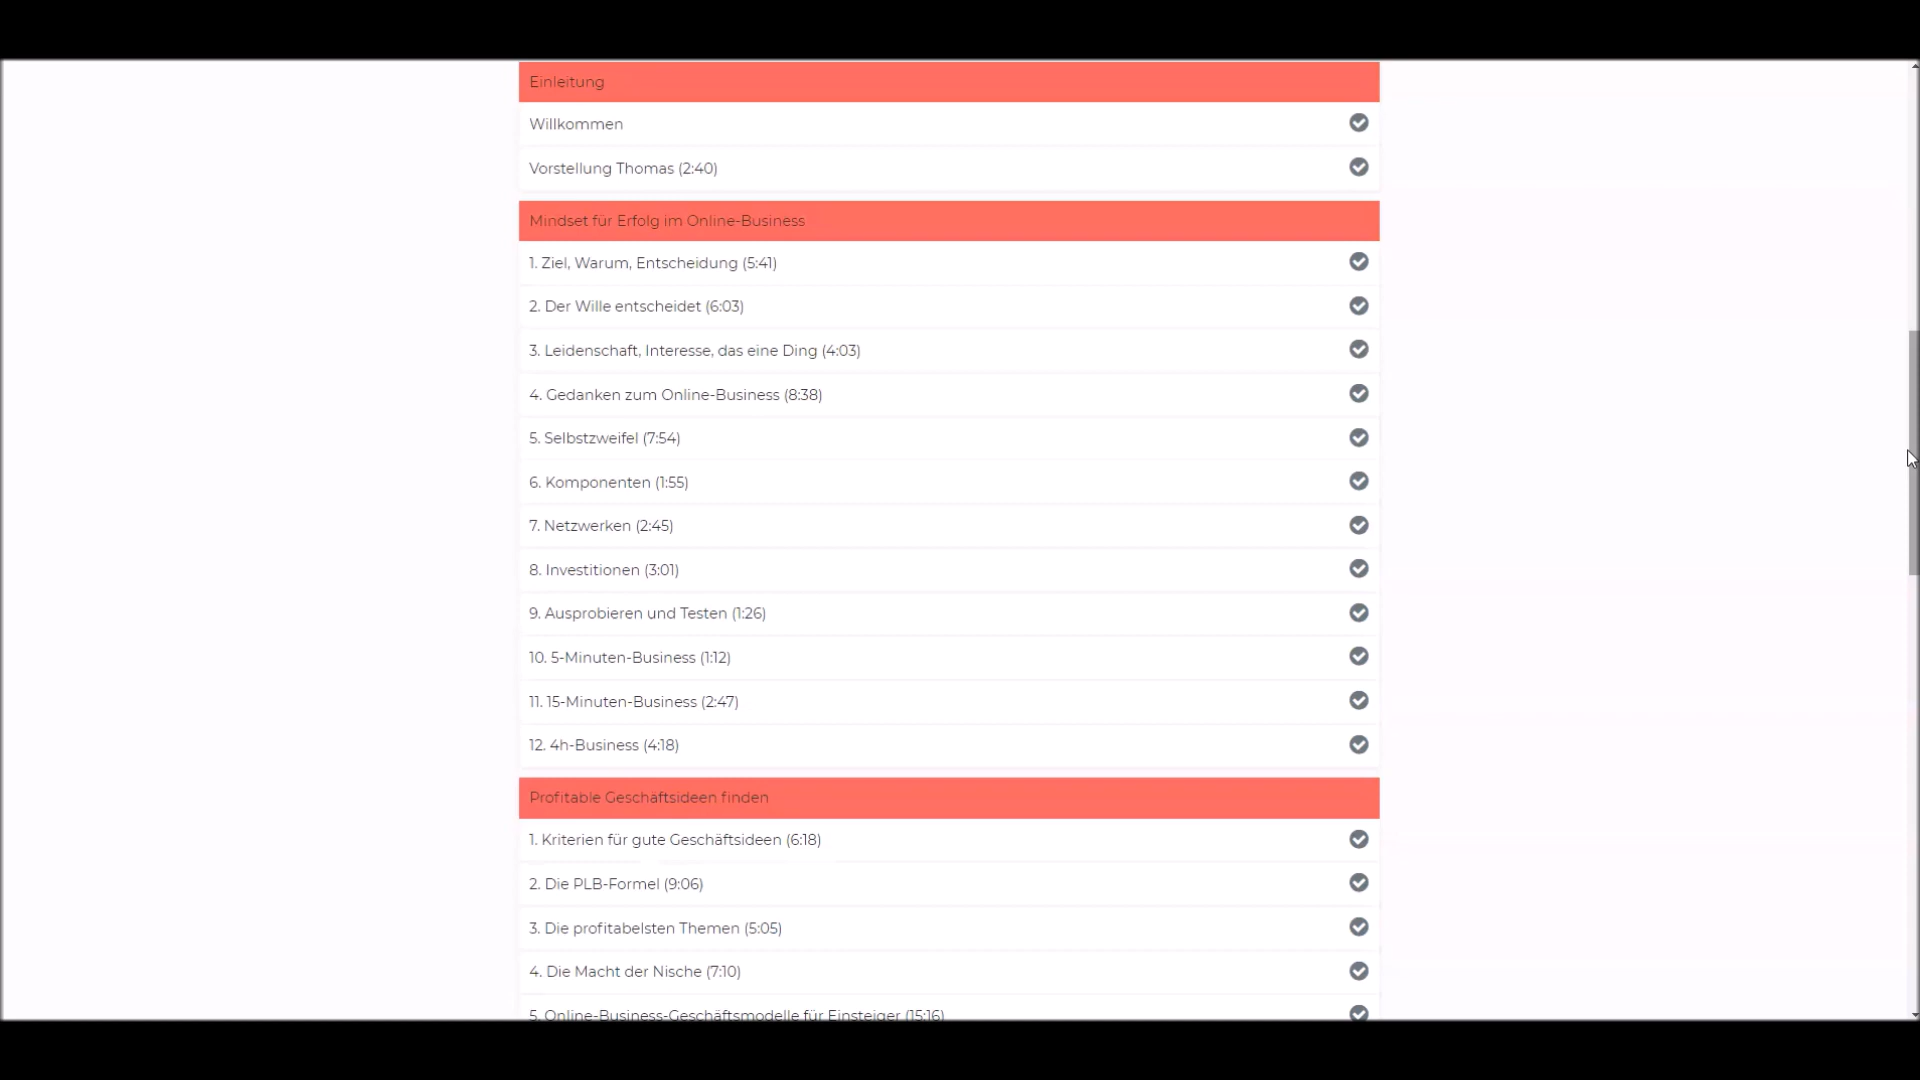 Einleitung
Willkommen
Vorstellung Thomas (2:40)
Mindset für Erfolg im Online-Business
1. Ziel, Warum, Entscheidung (5:41)
2. Der Wille entscheidet (6:03)
3. Leidenschaft, Interesse, das eine Ding (4:03)
4. Gedanken zum Online-Business (8:38)
5. Selbstzweifel (7:54)
6. Komponenten (1:55)
7. Netzwerken (2:45)
8. Investitionen (3:01)
9. Ausprobieren und Testen (1:26)
10. 5-Minuten-Business (1:12)
11. 15-Minuten-Business (2:47)
12. 4h-Business (4:18)
Profitable Geschäftsideen finden
1. Kriterien für gute Geschäftsideen (6:18)
2. Die PLB-Formel (9:06)
3. Die profitabelsten Themen (5:05)
4. Die Macht der Nische (7:10)
5. Online-Business-Geschäftsmodelle für Einsteiger (15:16)